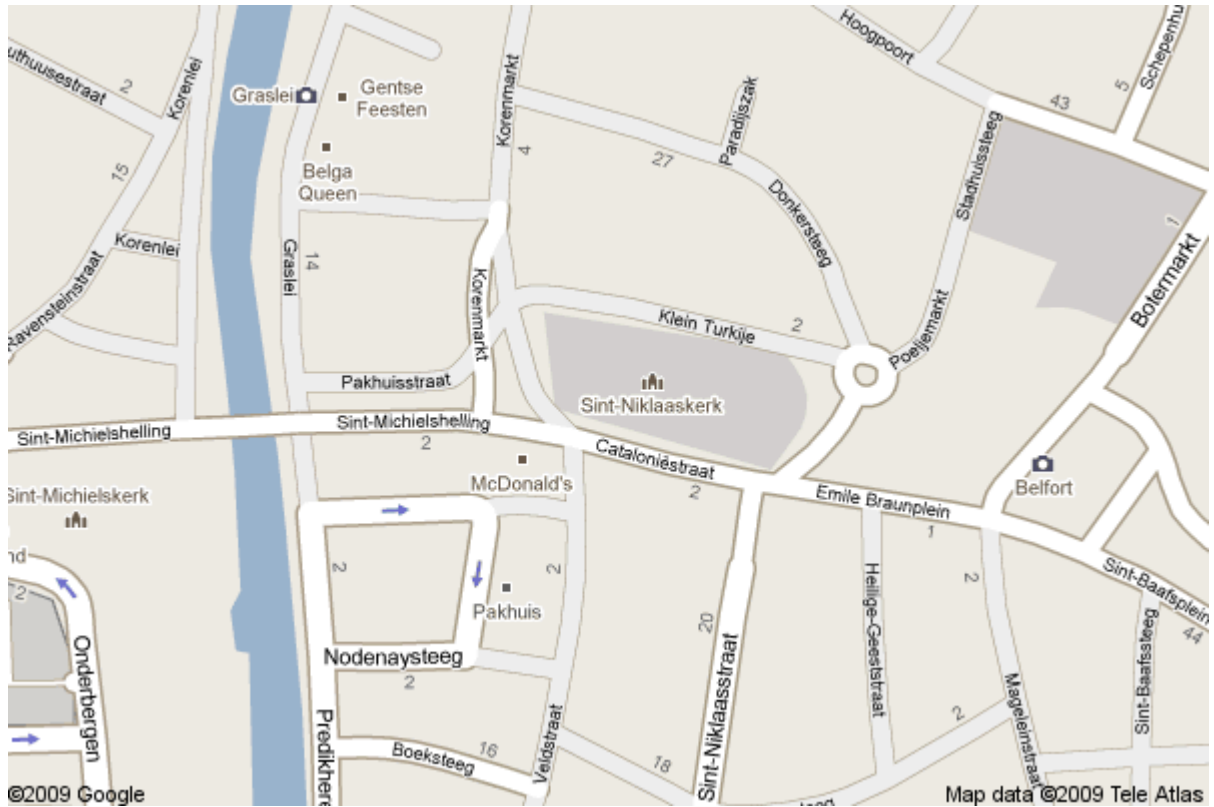 Hoogpoort
Schepenhu
uthuusestraat
2
Korenlei
Graslei
Gentse
Feesten
Korenmarkt
4
43
5
Paradijszak
27
Stadhuissteeg
Belga
Queen
15
Donkersteeg
1
Korenlei
Graslei
14
Botermarkt
Ravensteinstraat
Korenmarkt
Klein Turkije
2
Poeljemarkt
Pakhuisstraat
Sint-Niklaaskerk
Sint-Michielshelling
Sint-Michielshelling
2
Cataloniëstraat
2
McDonald's
Belfort
Sint-Michielskerk
Emile Braunplein
1
nd
2
2
2
Pakhuis
Heilige-Geeststraat
2
Sint-Baafsplein
44
20
Nodenaysteeg
2
Onderbergen
Predikhere
Boeksteeg
16
Veldstraat
18
Sint-Niklaasstraat
2
Mageleinstraat
Sint-Baafssteeg
©2009 Google
Map data ©2009 Tele Atlas